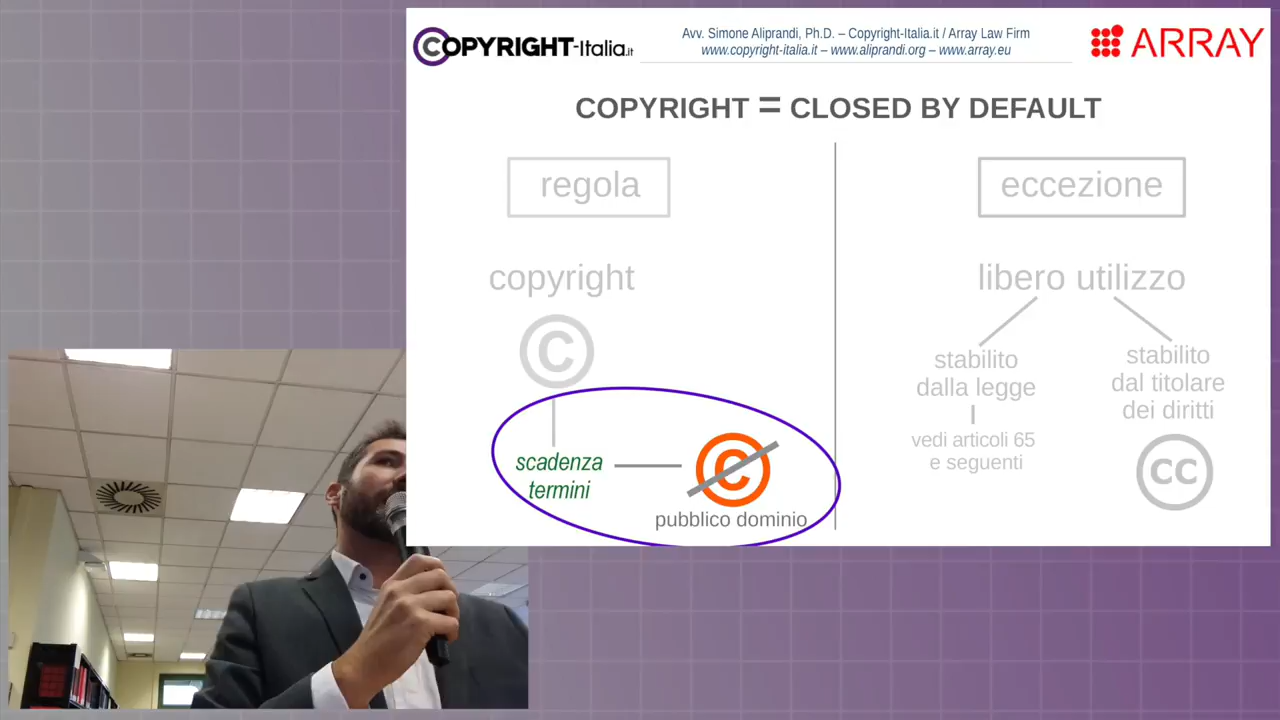 COPYRIGHT-Italia.it
Avv. Simone Aliprandi, Ph.D. – Copyright-Italia.it / Array Law Firm
www.copyright-italia.it – www.aliprandi.org – www.array.eu
ARRAY
COPYRIGHT = CLOSED BY DEFAULT
regola
copyright
©
scadenza
termini
©
pubblico dominio
eccezione
libero utilizzo
stabilito
dalla legge
vedi articoli 65
e seguenti
stabilito
dal titolare
dei diritti
cc